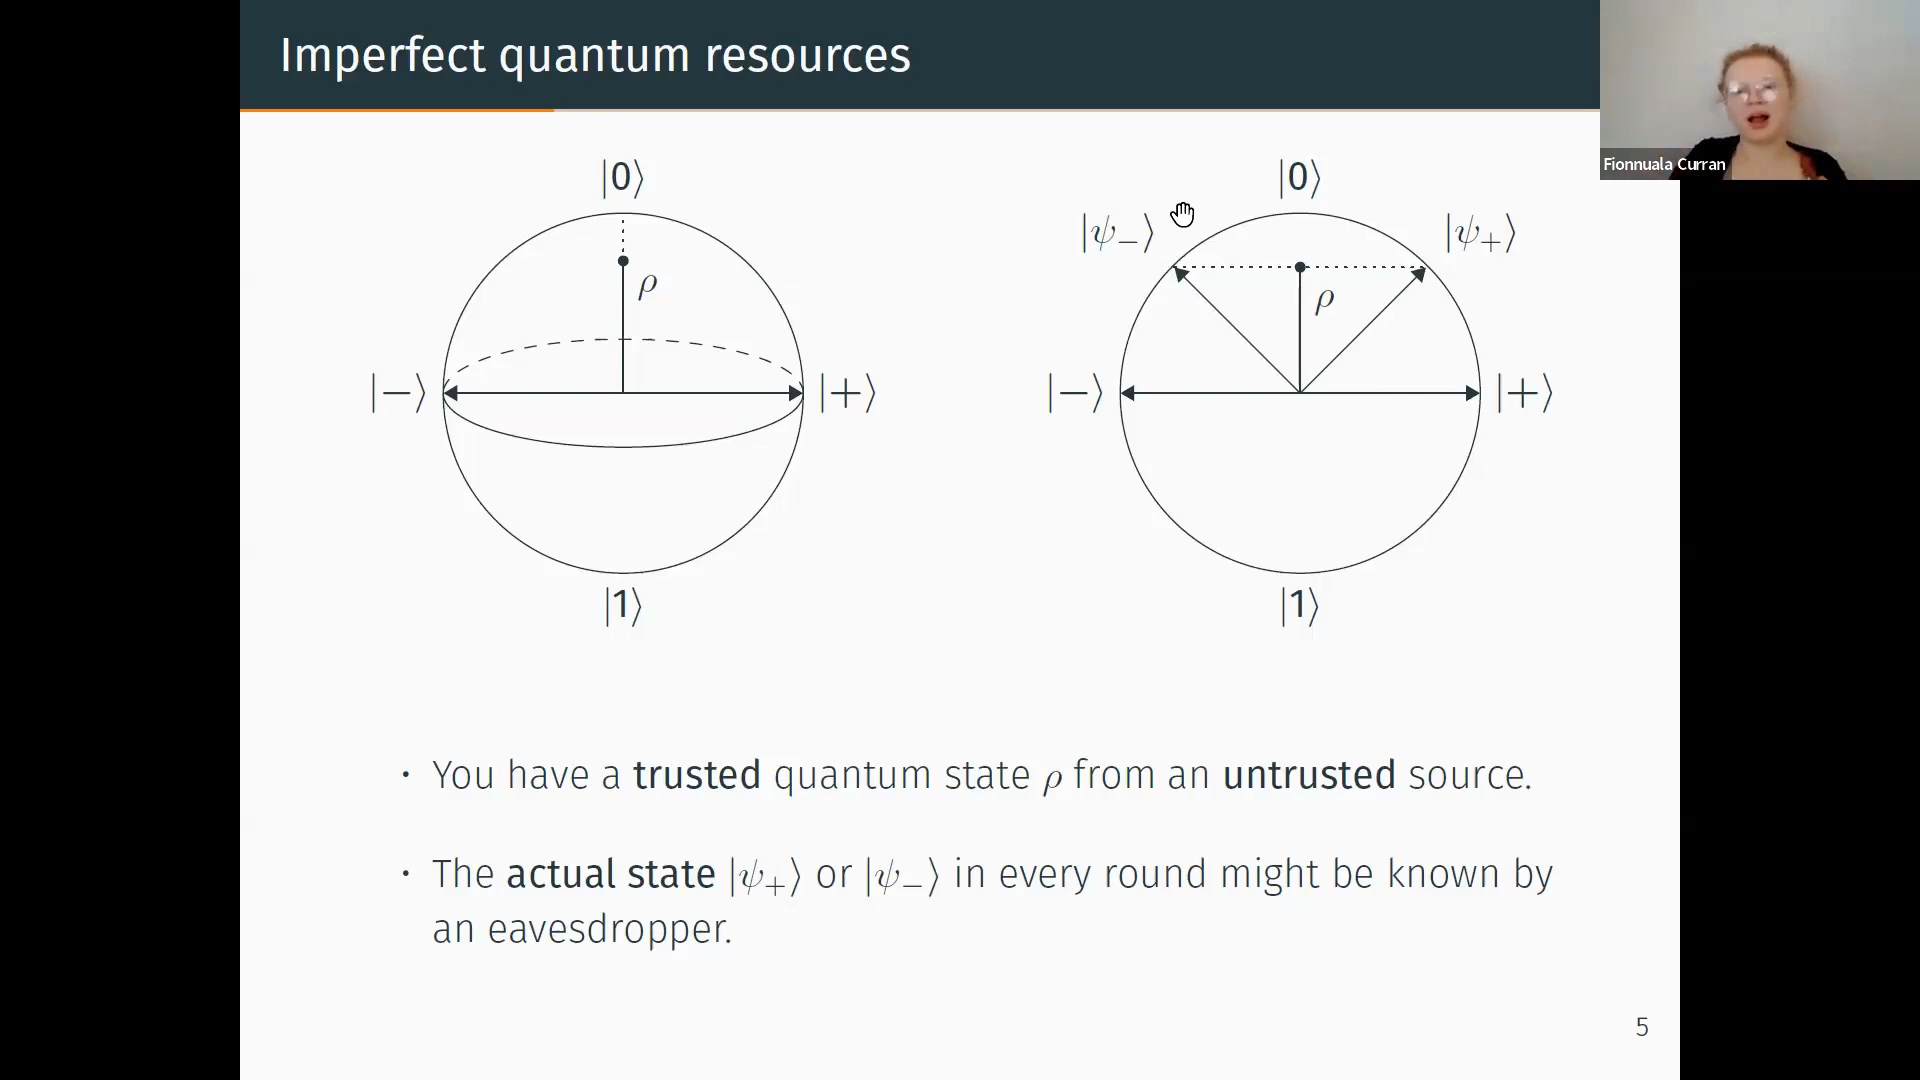 Imperfect quantum resources
Fionnuala Curran
|0⟩
ρ
|−⟩
|+⟩
|1⟩
|0⟩
|ψ₋⟩
|ψ₊⟩
ρ
|−⟩
|+⟩
|1⟩
· You have a trusted quantum state ρ from an untrusted source.
· The actual state |ψ₊⟩ or |ψ₋⟩ in every round might be known by
an eavesdropper.
5